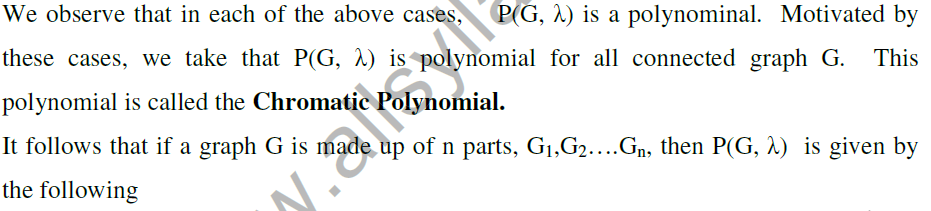 We observe that in each of the above cases, P(G, λ) is a polynominal. Motivated by
these cases, we take that P(G, λ) is polynomial for all connected graph G. This
polynomial is called the Chromatic Polynomial.
It follows that if a graph G is made up of n parts, G₁,G₂….Gₙ, then P(G, λ) is given by
the following